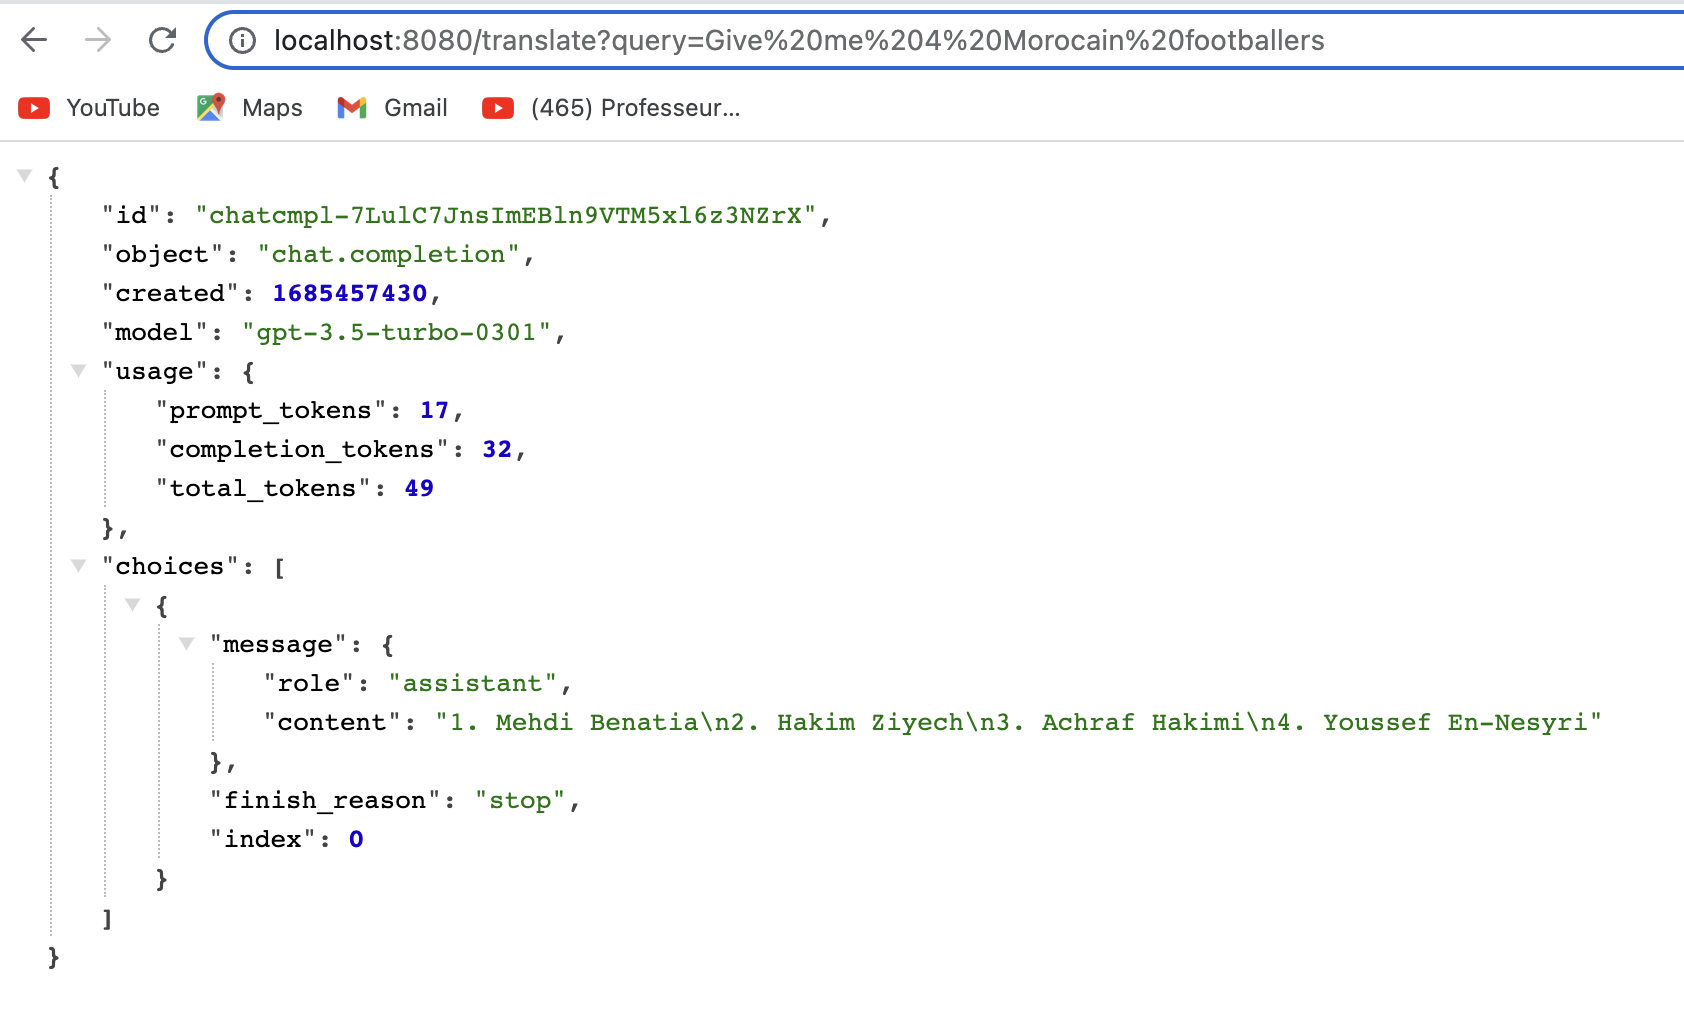 localhost:8080/translate?query=Give%20me%204%20Morocain%20footballers
YouTube Maps Gmail (465) Professeur...
{
"id": "chatcmpl-7LulC7JnsImEBln9VTM5xl6z3NZrX",
"object": "chat.completion",
"created": 1685457430,
"model": "gpt-3.5-turbo-0301",
"usage": {
"prompt_tokens": 17,
"completion_tokens": 32,
"total_tokens": 49
},
"choices": [
{
"message": {
"role": "assistant",
"content": "1. Mehdi Benatia\n2. Hakim Ziyech\n3. Achraf Hakimi\n4. Youssef En-Nesyri"
},
"finish_reason": "stop",
"index": 0
}
]
}